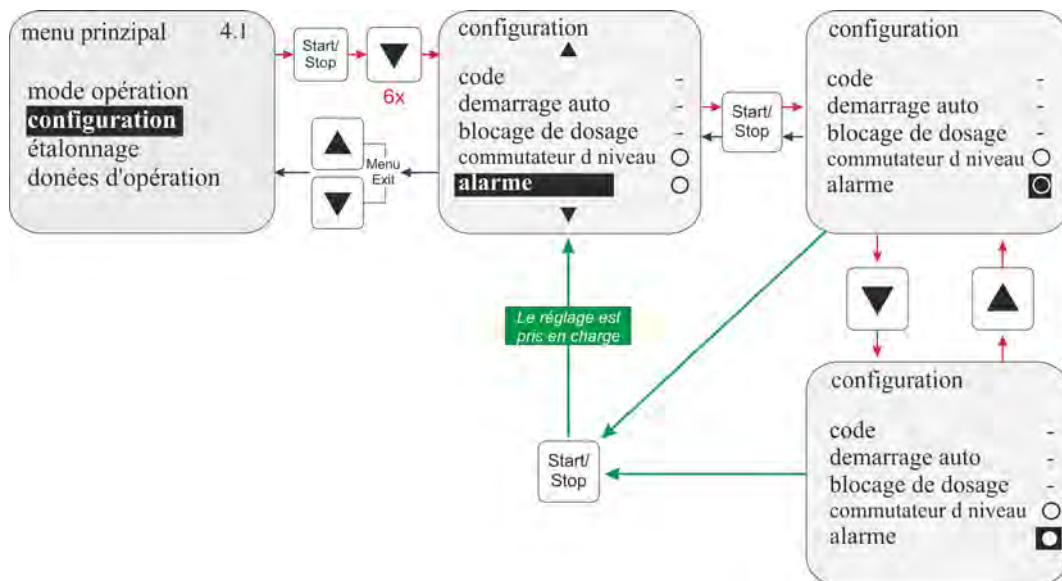 menu prinzipal 4.1
mode opération
configuration
étalonnage
donées d'opération
Start/
Stop
6x
Menu
Exit
configuration
code -
demarrage auto -
blocage de dosage -
commutateur d niveau
alarme
Start/
Stop
configuration
code -
demarrage auto -
blocage de dosage -
commutateur d niveau
alarme
Le réglage est
pris en charge
Start/
Stop
configuration
code -
demarrage auto -
blocage de dosage -
commutateur d niveau
alarme